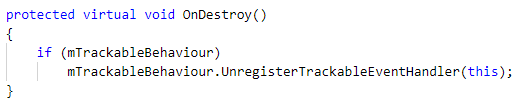 protected virtual void OnDestroy()
{
    if (mTrackableBehaviour)
        mTrackableBehaviour.UnregisterTrackableEventHandler(this);
}